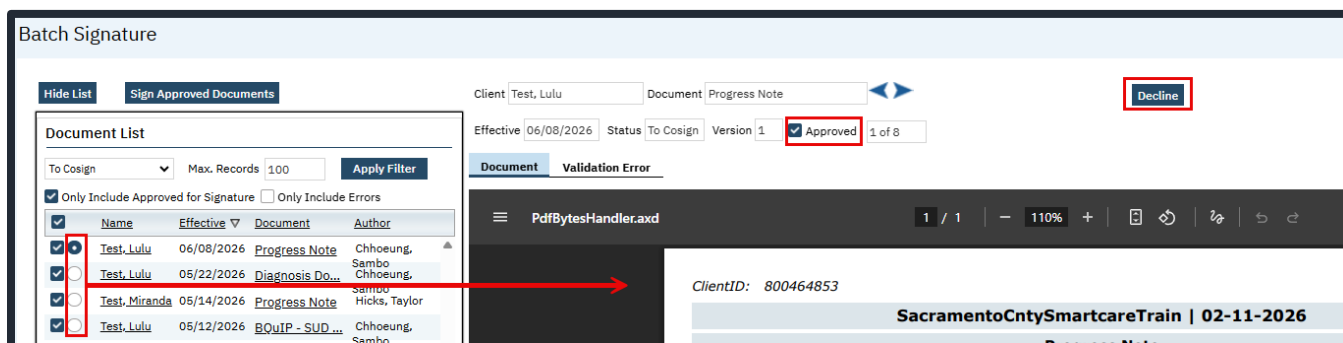 Batch Signature
Hide List Sign Approved Documents Client Test, Lulu Document Progress Note Decline
Effective 06/08/2026 Status To Cosign Version 1 Approved 1 of 8
Document List
To Cosign Max. Records 100 Apply Filter Document Validation Error
Only Include Approved for Signature Only Include Errors
Name Effective ▽ Document Author
PdfBytesHandler.axd 1 / 1 − 110% +
Test, Lulu 06/08/2026 Progress Note Chhoeung,
Sambo
Test, Lulu 05/22/2026 Diagnosis Do... Chhoeung,
Sambo
Test, Miranda 05/14/2026 Progress Note Hicks, Taylor
Test, Lulu 05/12/2026 BQuIP - SUD ... Chhoeung,
Sambo
ClientID: 800464853
SacramentoCntySmartcareTrain | 02-11-2026
Progress Note